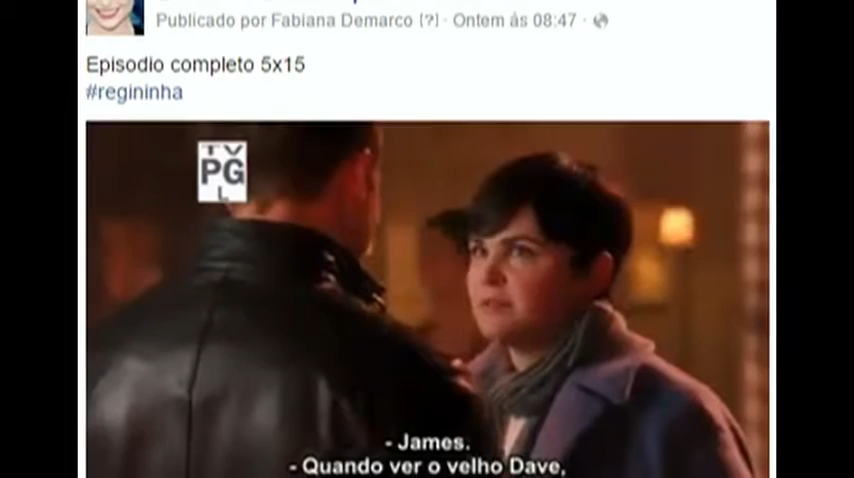 Publicado por Fabiana Demarco [?] · Ontem às 08:47 ·
Episodio completo 5x15
#regininha
TV
PG
L
- James.
- Quando ver o velho Dave,